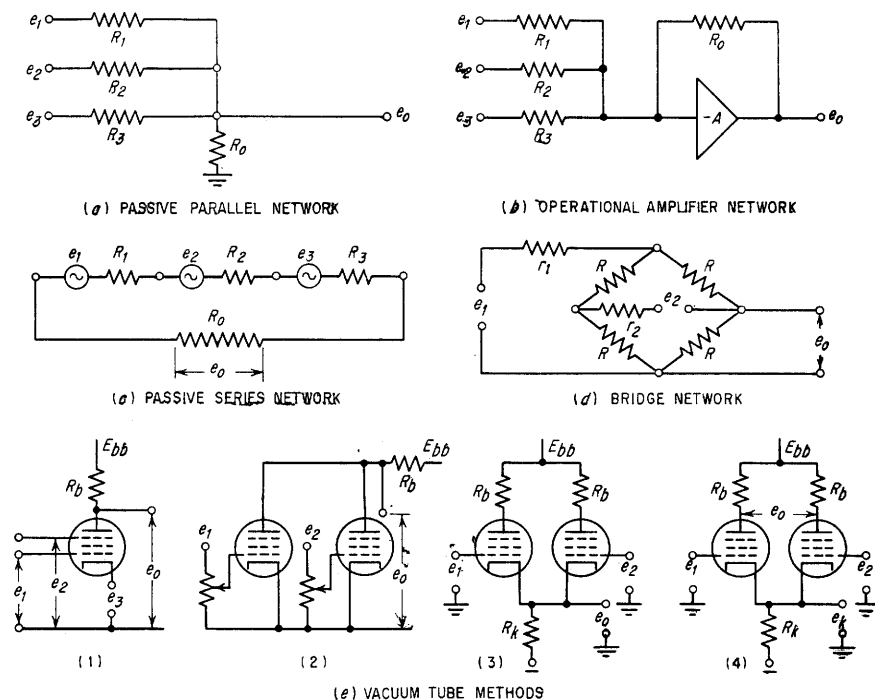 e1 R1
e2 R2
e3 R3
e0
R0
(a) PASSIVE PARALLEL NETWORK
e1 R1
e2 R2
e3 R3
R0
-A
e0
(b) OPERATIONAL AMPLIFIER NETWORK
e1 R1 e2 R2 e3 R3
R0
e0
(c) PASSIVE SERIES NETWORK
r1
R R
e1
e2
r2
R R
e0
(d) BRIDGE NETWORK
Ebb
Rb
e1
e2
e3
e0
(1)
Ebb
Rb
e1
e2
e0
(2)
Ebb
Rb Rb
e1
e2
Rk
e0
(3)
Ebb
Rb Rb
e0
e1
e2
Rk
ek
(4)
(e) VACUUM TUBE METHODS